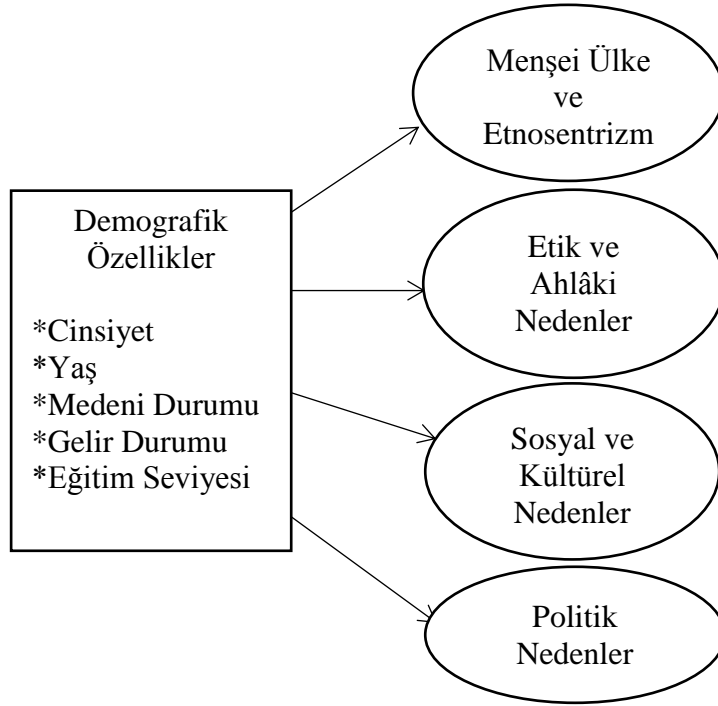 Demografik
Özellikler
*Cinsiyet
*Yaş
*Medeni Durumu
*Gelir Durumu
*Eğitim Seviyesi
Menşei Ülke
ve
Etnosentrizm
Etik ve
Ahlâki
Nedenler
Sosyal ve
Kültürel
Nedenler
Politik
Nedenler